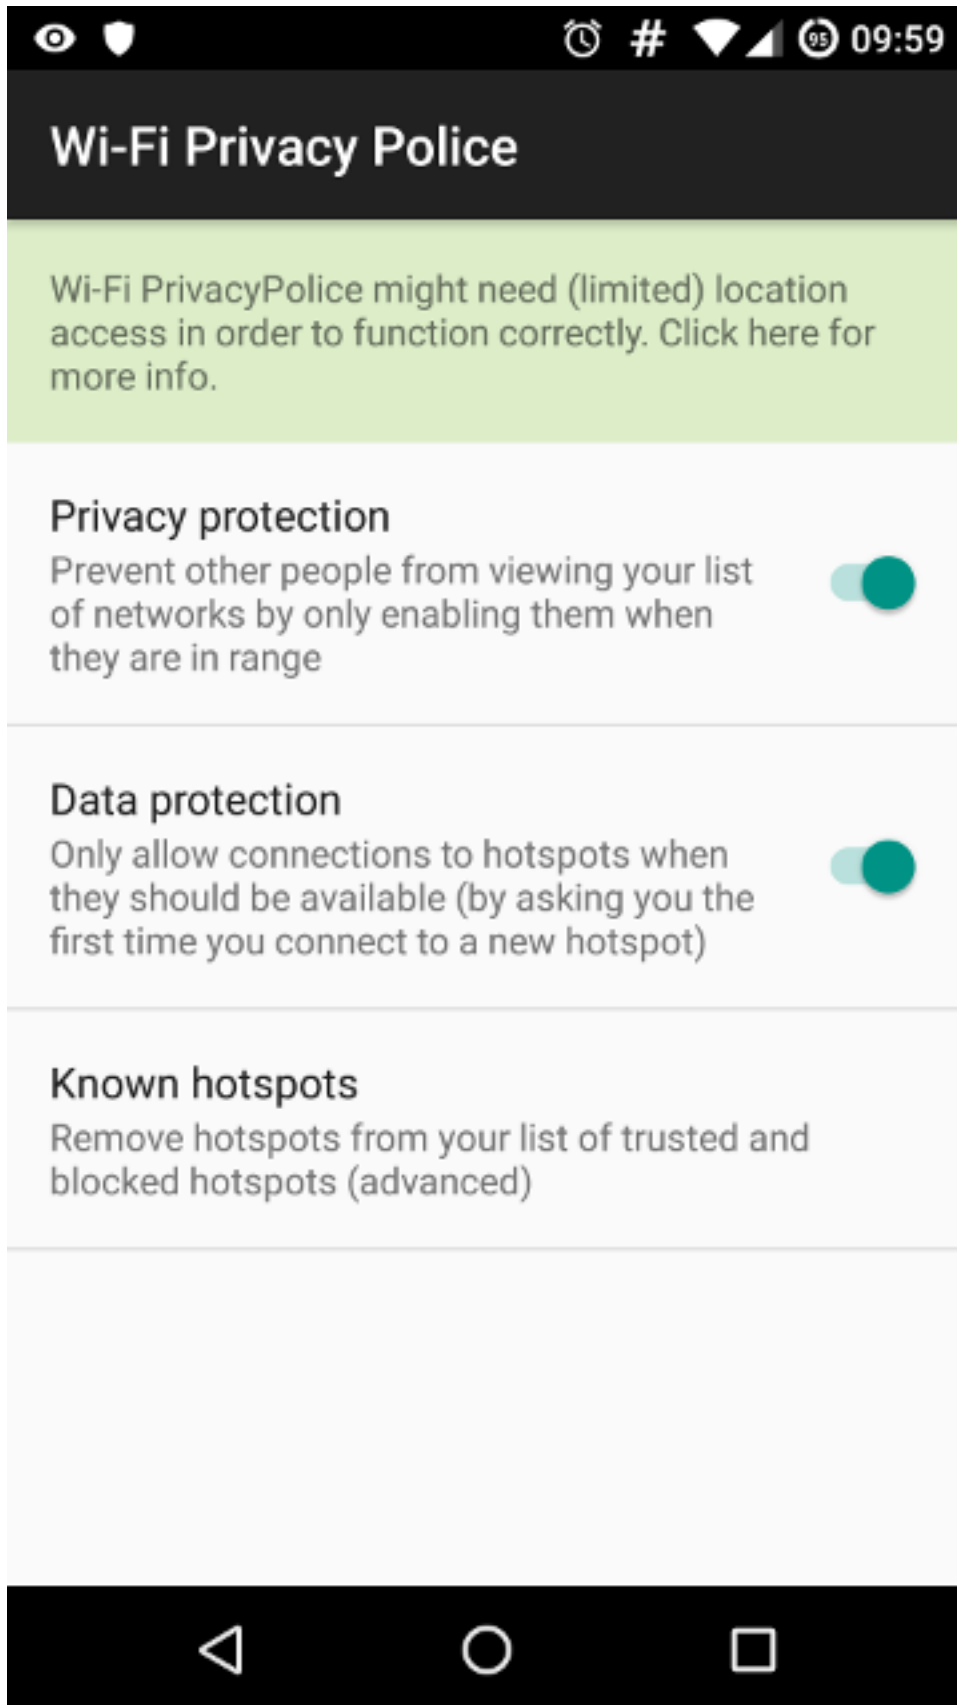 # 95 09:59
Wi-Fi Privacy Police
Wi-Fi PrivacyPolice might need (limited) location
access in order to function correctly. Click here for
more info.
Privacy protection
Prevent other people from viewing your list
of networks by only enabling them when
they are in range
Data protection
Only allow connections to hotspots when
they should be available (by asking you the
first time you connect to a new hotspot)
Known hotspots
Remove hotspots from your list of trusted and
blocked hotspots (advanced)